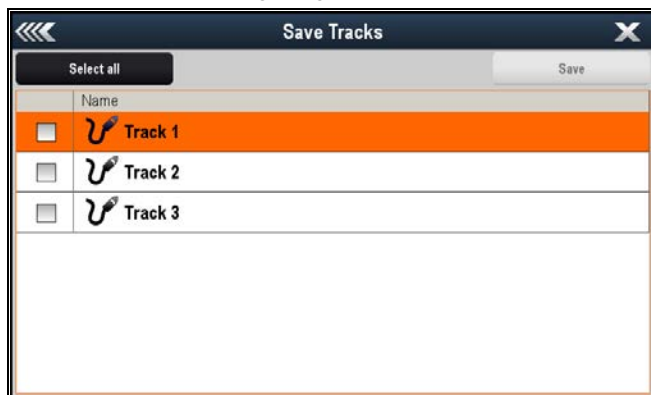 Save Tracks
Select all
Save
Name
Track 1
Track 2
Track 3